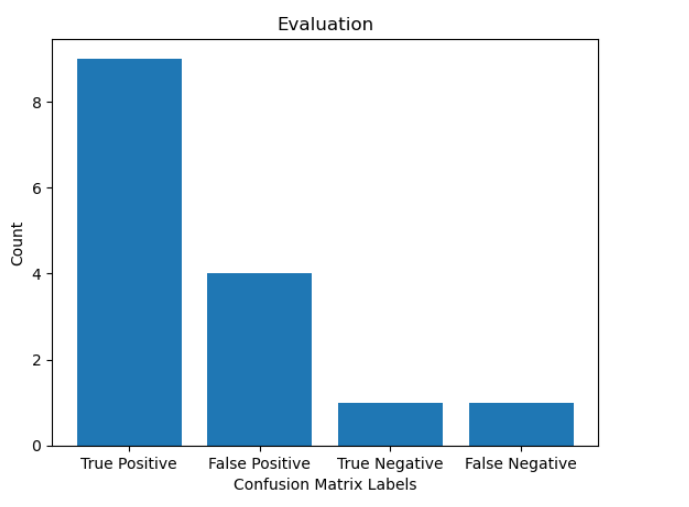 Evaluation
8
6
4
2
0
Count
True Positive False Positive True Negative False Negative
Confusion Matrix Labels